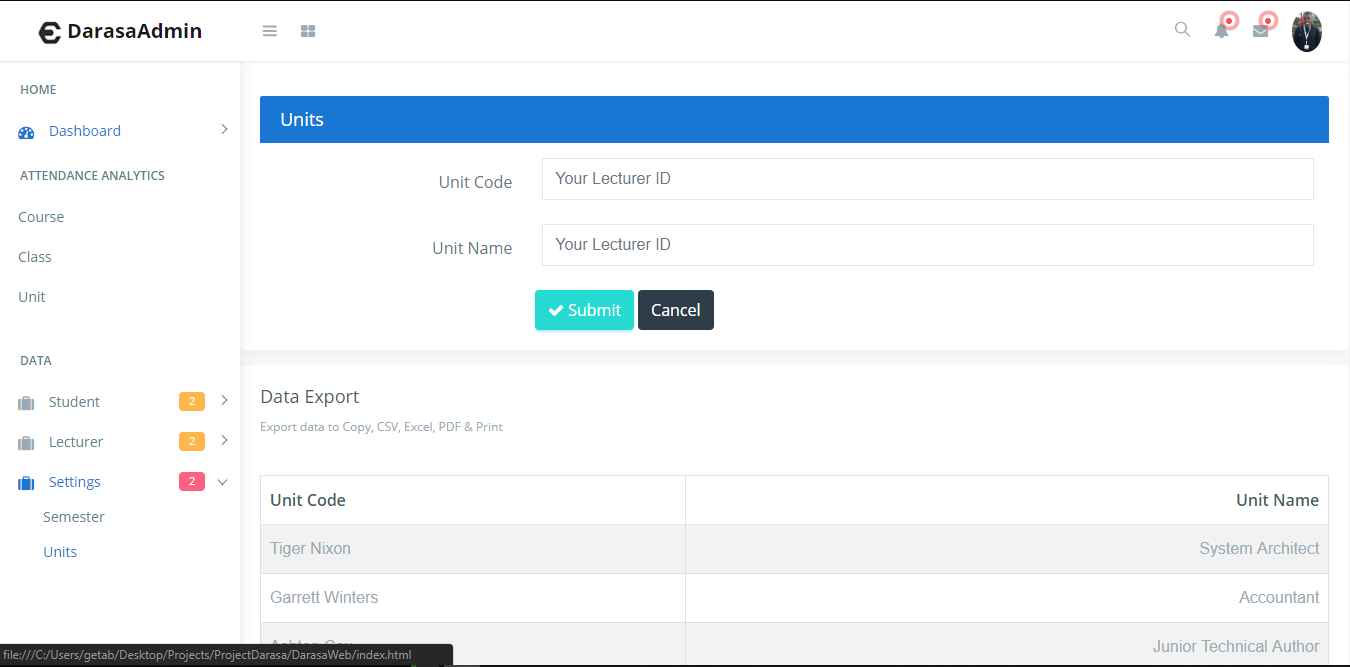 DarasaAdmin
HOME
Dashboard
ATTENDANCE ANALYTICS
Course
Class
Unit
DATA
Student 2
Lecturer 2
Settings 2
Semester
Units
Units
Unit Code Your Lecturer ID
Unit Name Your Lecturer ID
Submit Cancel
Data Export
Export data to Copy, CSV, Excel, PDF & Print
Unit Code Unit Name
Tiger Nixon System Architect
Garrett Winters Accountant
Junior Technical Author
file:///C:/Users/getab/Desktop/Projects/ProjectDarasa/DarasaWeb/index.html